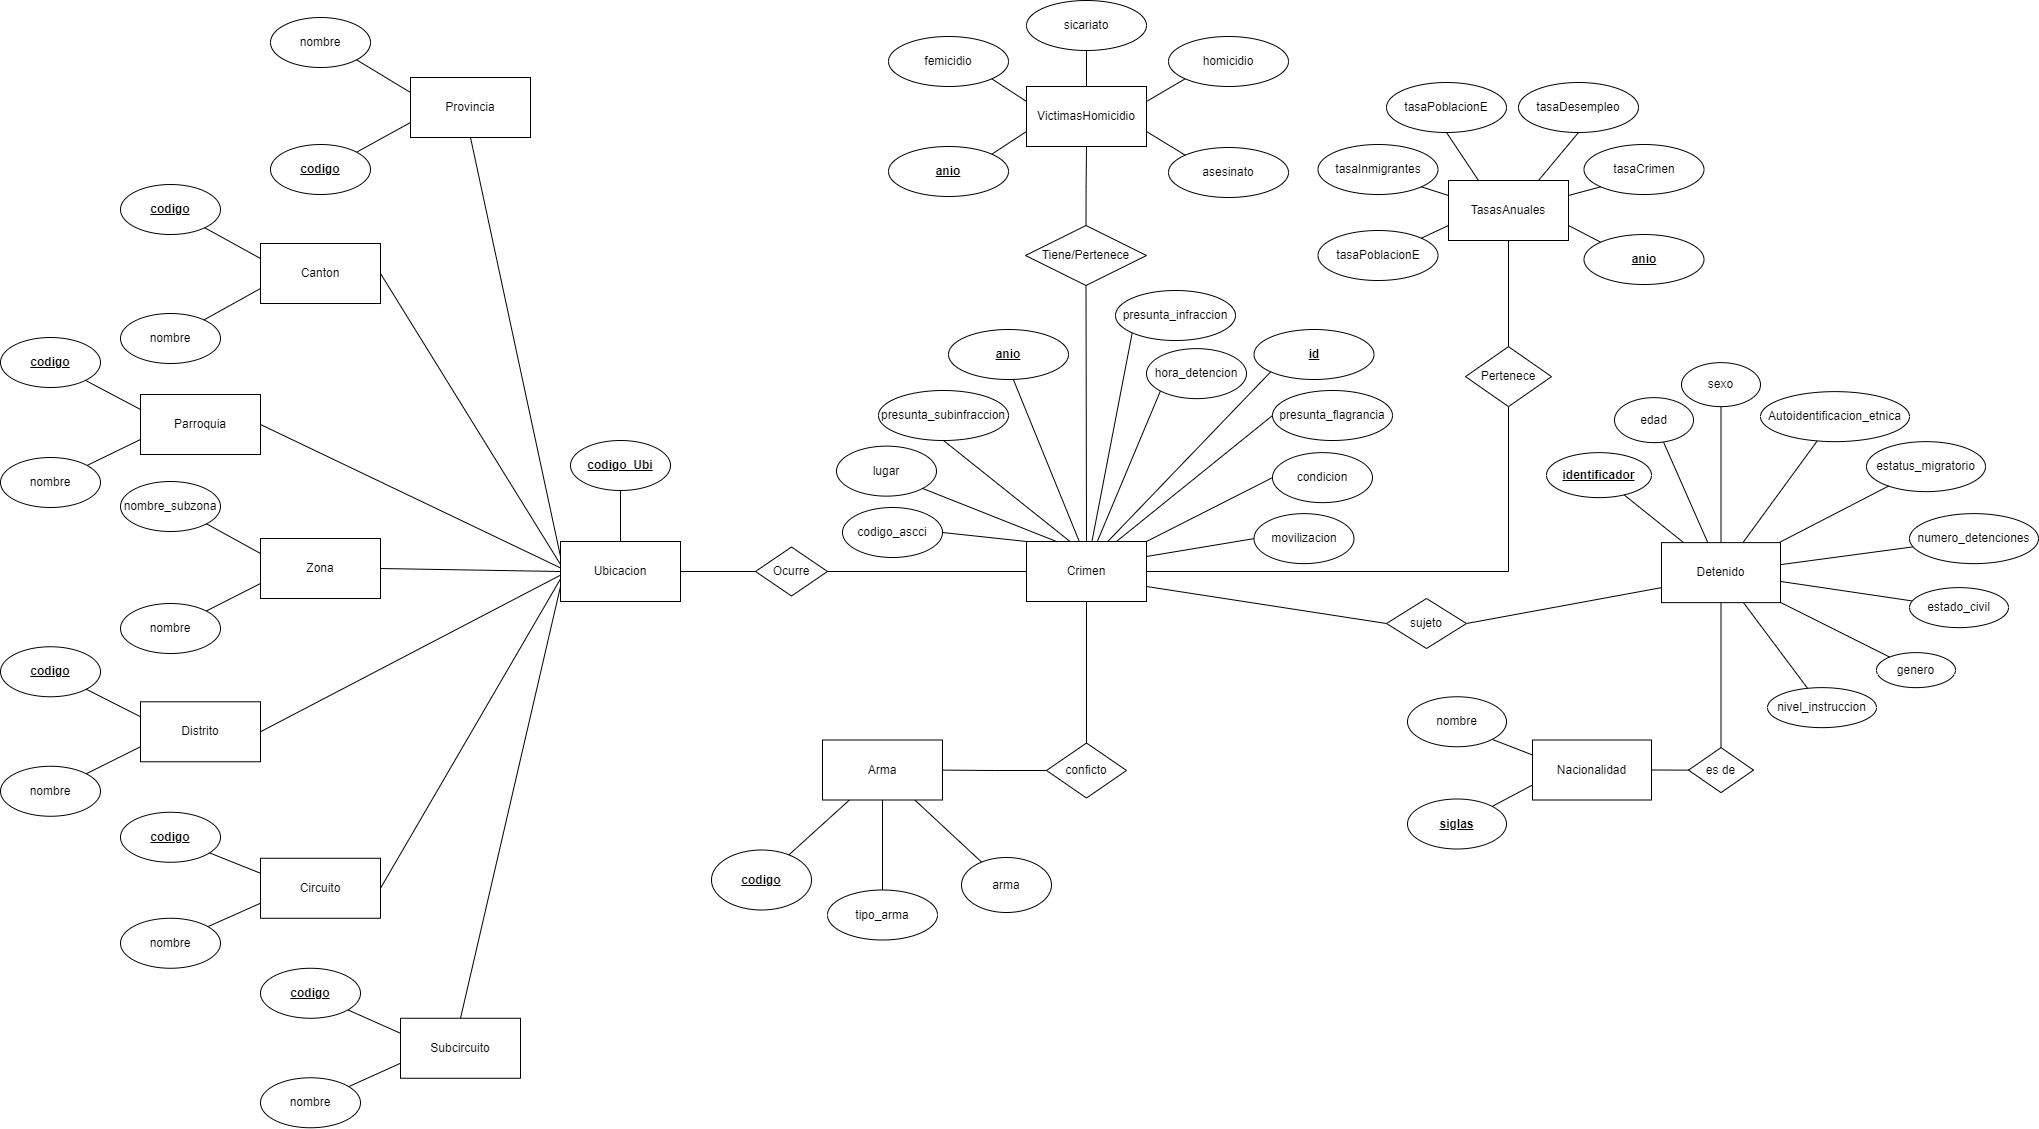 sicariato
nombre
femicidio
homicidio
Provincia
VictimasHomicidio
tasaPoblacionE
tasaDesempleo
codigo
anio
asesinato
tasaInmigrantes
tasaCrimen
codigo
TasasAnuales
Canton
Tiene/Pertenece
tasaPoblacionE
anio
nombre
presunta_infraccion
codigo
anio
hora_detencion
id
Pertenece
sexo
Parroquia
presunta_subinfraccion
presunta_flagrancia
edad
Autoidentificacion_etnica
codigo_Ubi
lugar
condicion
identificador
estatus_migratorio
nombre
nombre_subzona
codigo_ascci
movilizacion
numero_detenciones
Zona
Ubicacion
Ocurre
Crimen
Detenido
nombre
sujeto
estado_civil
codigo
genero
Distrito
nombre
nivel_instruccion
nombre
Arma
conficto
Nacionalidad
es de
codigo
siglas
Circuito
codigo
arma
tipo_arma
nombre
codigo
Subcircuito
nombre